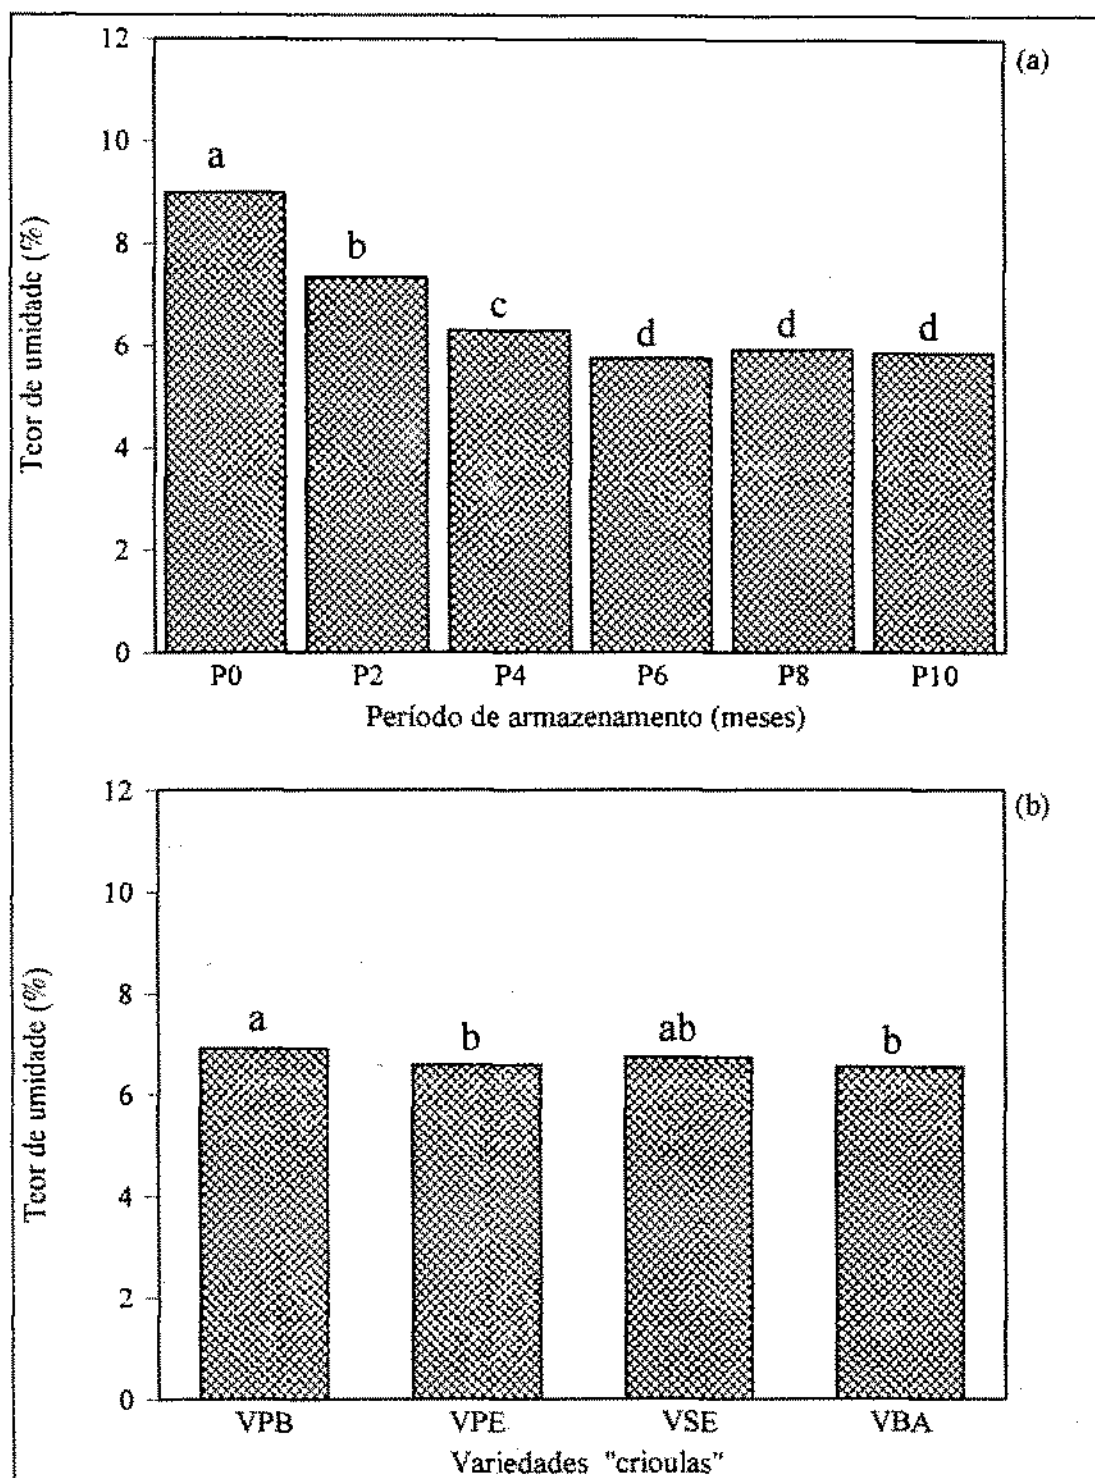 (a)
12
10
8
6
4
2
0
Teor de umidade (%)
a
b
c
d
d
d
P0 P2 P4 P6 P8 P10
Período de armazenamento (meses)
(b)
12
10
8
6
4
2
0
Teor de umidade (%)
a
b
ab
b
VPB VPE VSE VBA
Variedades "crioulas"